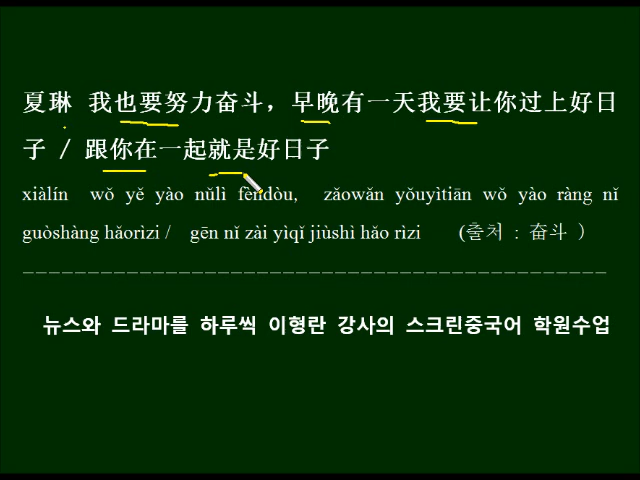 夏琳 我也要努力奋斗，早晚有一天我要让你过上好日
子 / 跟你在一起就是好日子
xiàlín wǒ yě yào nǔlì fèndòu, zǎowǎn yǒuyìtiān wǒ yào ràng nǐ
guòshàng hǎorìzi / gēn nǐ zài yìqǐ jiùshì hǎo rìzi (출처 : 奋斗 )
뉴스와 드라마를 하루씩 이형란 강사의 스크린중국어 학원수업